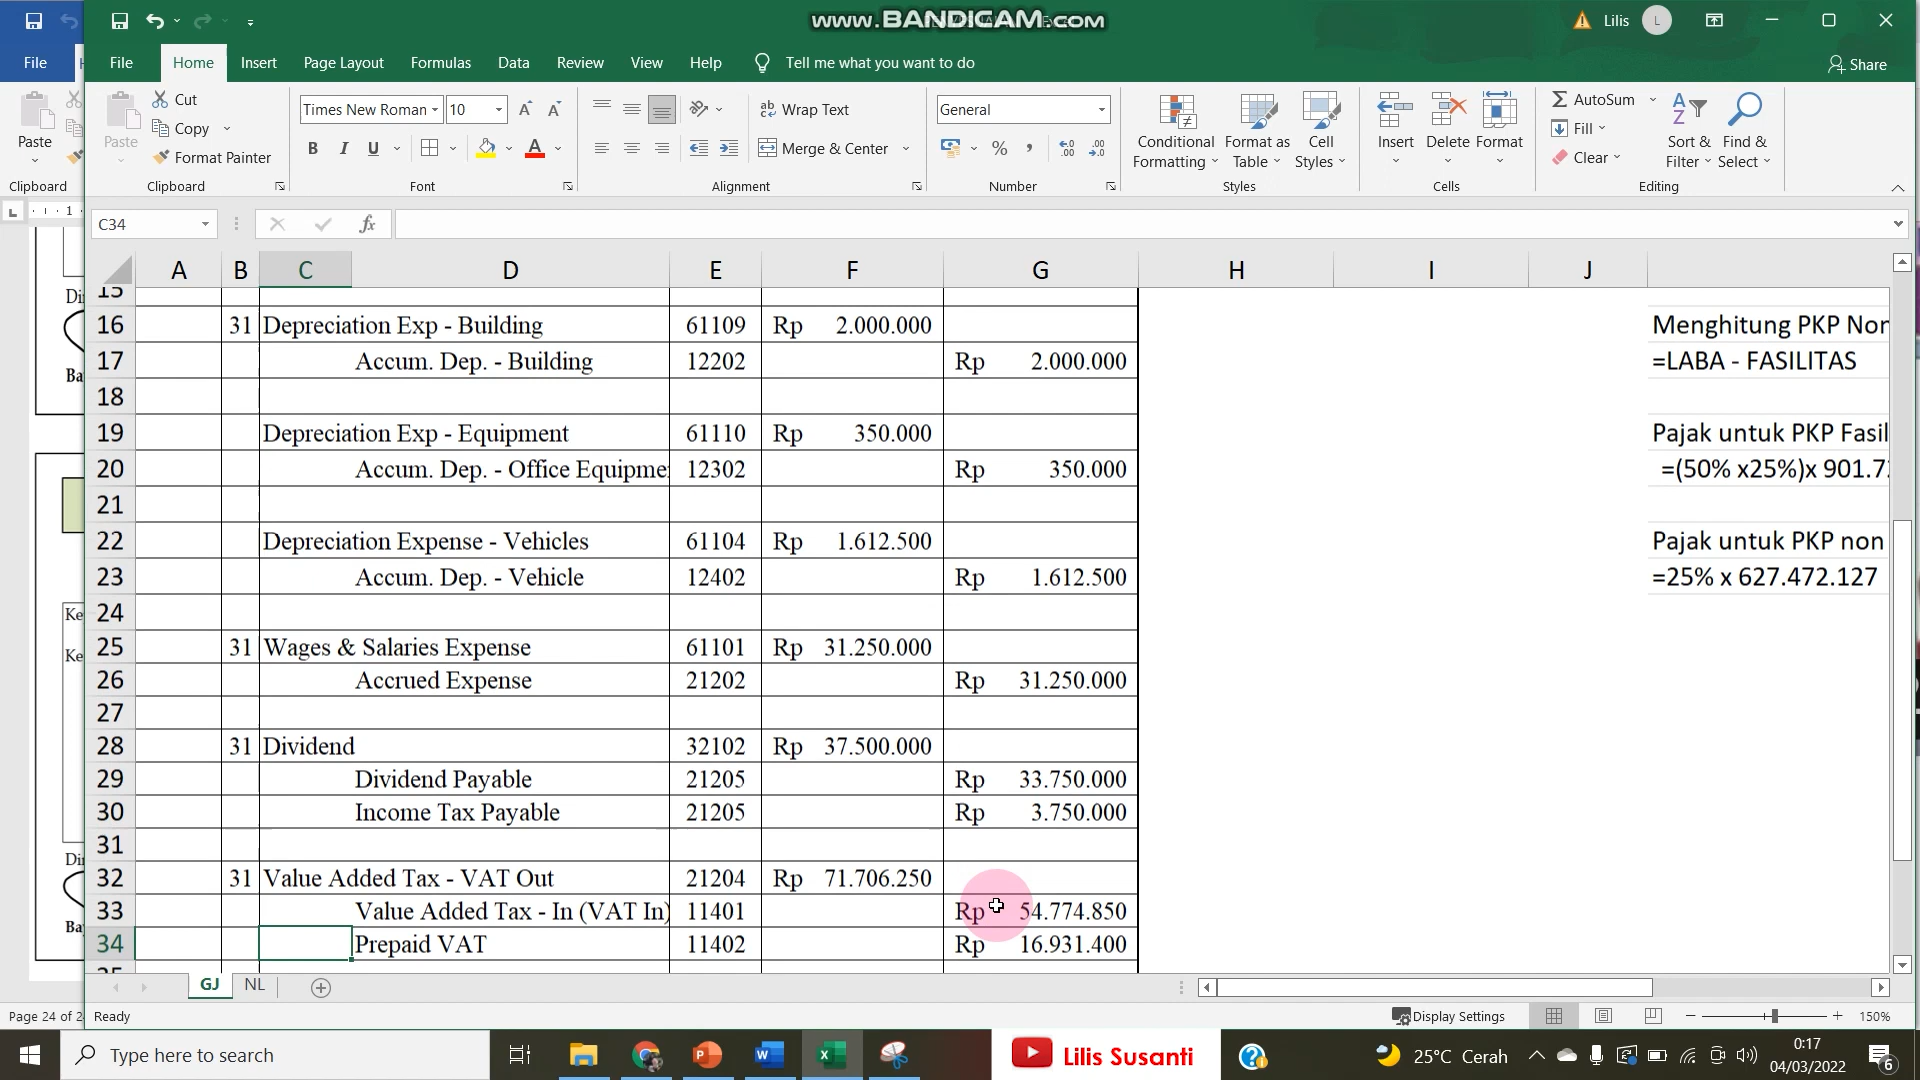 www.BANDICAM.com
Lilis L
File
File Home Insert Page Layout Formulas Data Review View Help Tell me what you want to do Share
Paste
Clipboard
Paste Cut
Copy
Format Painter
Clipboard
Times New Roman 10
B I U
Font
Wrap Text
Merge & Center
Alignment
General
Number
Conditional Formatting
Format as Table
Cell Styles
Styles
Insert Delete Format
Cells
AutoSum
Fill
Clear
Sort & Filter
Find & Select
Editing
C34 fx
A B C D E F G H I J
15
16 31 Depreciation Exp - Building 61109 Rp 2.000.000
17 Accum. Dep. - Building 12202 Rp 2.000.000
18
19 Depreciation Exp - Equipment 61110 Rp 350.000
20 Accum. Dep. - Office Equipme 12302 Rp 350.000
21
22 Depreciation Expense - Vehicles 61104 Rp 1.612.500
23 Accum. Dep. - Vehicle 12402 Rp 1.612.500
24
25 31 Wages & Salaries Expense 61101 Rp 31.250.000
26 Accrued Expense 21202 Rp 31.250.000
27
28 31 Dividend 32102 Rp 37.500.000
29 Dividend Payable 21205 Rp 33.750.000
30 Income Tax Payable 21205 Rp 3.750.000
31
32 31 Value Added Tax - VAT Out 21204 Rp 71.706.250
33 Value Added Tax - In (VAT In) 11401 Rp 54.774.850
34 Prepaid VAT 11402 Rp 16.931.400
Menghitung PKP Non
=LABA - FASILITAS
Pajak untuk PKP Fasil
=(50% x25%)x 901.7
Pajak untuk PKP non
=25% x 627.472.127
GJ NL
Page 24 of 2
Ready
Display Settings
150%
Type here to search
Lilis Susanti
25°C Cerah
0:17
04/03/2022
6